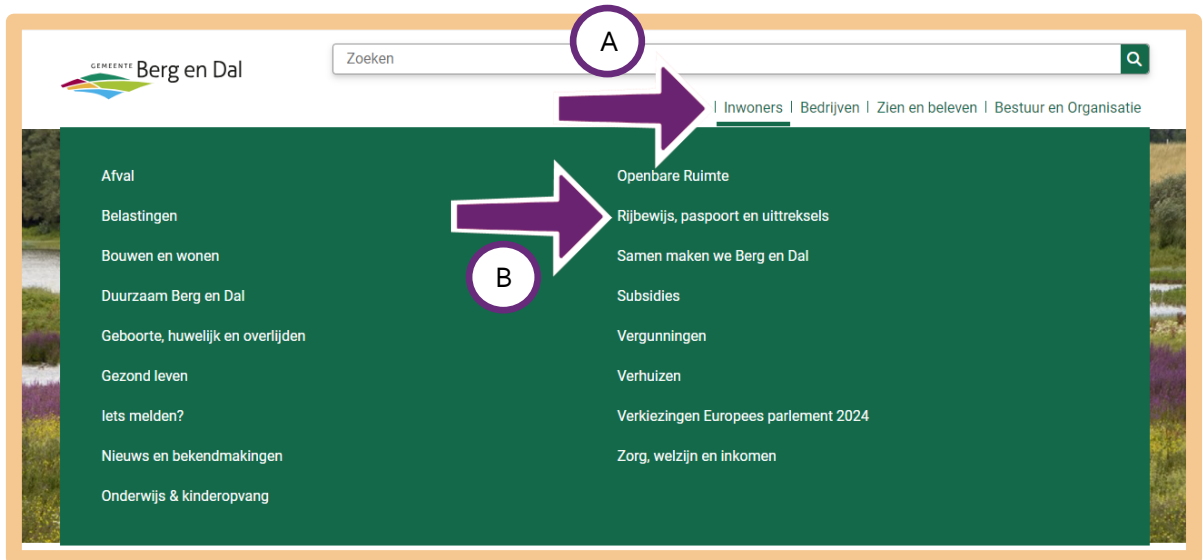 A
GEMEENTE Berg en Dal
Zoeken
| Inwoners | Bedrijven | Zien en beleven | Bestuur en Organisatie
Afval
Belastingen
Bouwen en wonen
Duurzaam Berg en Dal
Geboorte, huwelijk en overlijden
Gezond leven
Iets melden?
Nieuws en bekendmakingen
Onderwijs & kinderopvang
Openbare Ruimte
Rijbewijs, paspoort en uittreksels
Samen maken we Berg en Dal
Subsidies
Vergunningen
Verhuizen
Verkiezingen Europees parlement 2024
Zorg, welzijn en inkomen
B